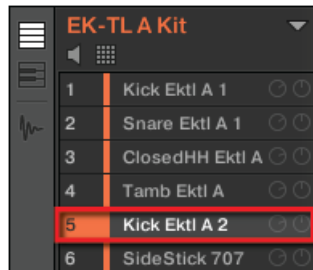 EK-TL A Kit
1 Kick Ektl A 1
2 Snare Ektl A 1
3 ClosedHH Ektl A
4 Tamb Ektl A
5 Kick Ektl A 2
6 SideStick 707